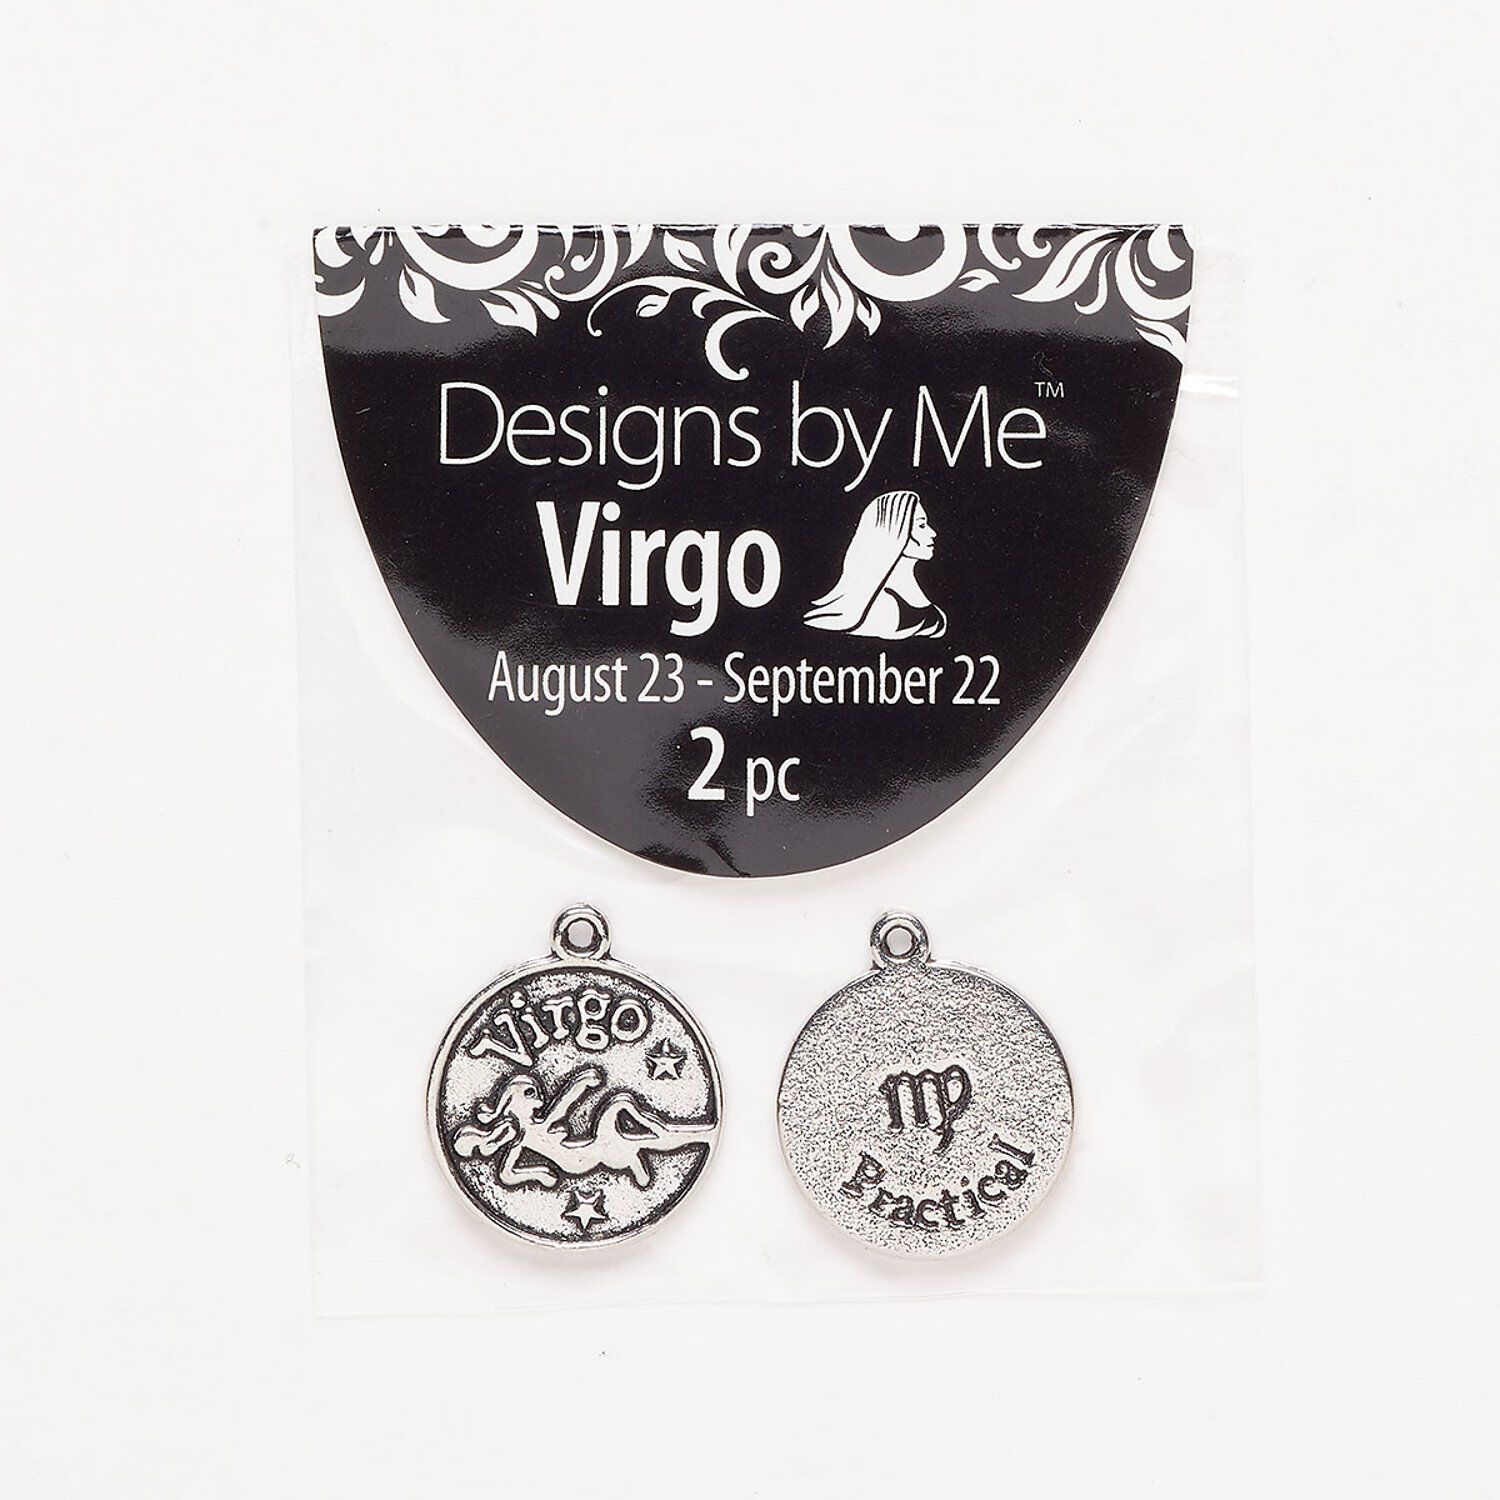 Designs by Me™
Virgo
August 23 - September 22
2 pc
Virgo
Practical